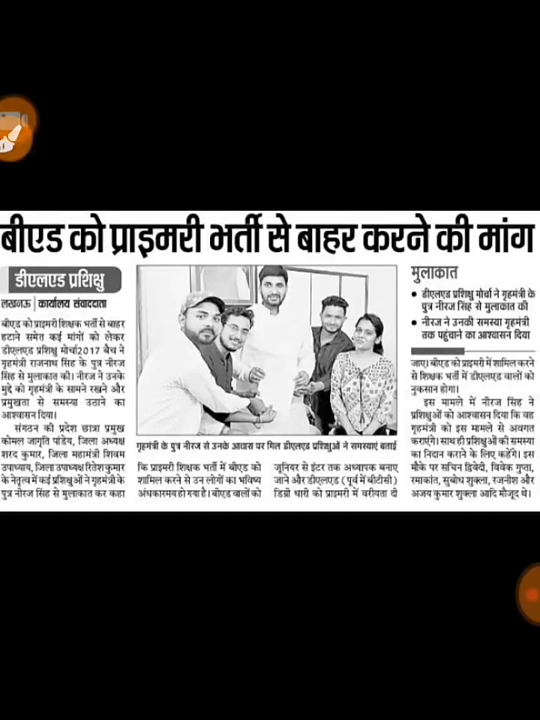 बीएड को प्राइमरी भर्ती से बाहर करने की मांग
डीएलएड प्रशिक्षु
लखनऊ | कार्यालय संवाददाता
बीएड को प्राइमरी शिक्षक भर्ती से बाहर
हटाने समेत कई मांगों को लेकर
डीएलएड प्रशिक्षु मोर्चा 2017 बैच ने
गृहमंत्री राजनाथ सिंह के पुत्र नीरज
सिंह से मुलाकात की। नीरज ने उनके
मुद्दे को गृहमंत्री के सामने रखने और
प्रमुखता से समस्या उठाने का
आश्वासन दिया।
संगठन की प्रदेश छात्रा प्रमुख
कोमल जागृति पांडेय, जिला अध्यक्ष
शरद कुमार, जिला महामंत्री शिवम
उपाध्याय, जिला उपाध्यक्ष रितेश कुमार
के नेतृत्व में कई प्रशिक्षुओं ने गृहमंत्री के
पुत्र नीरज सिंह से मुलाकात कर कहा
गृहमंत्री के पुत्र नीरज से उनके आवास पर मिल डीएलएड प्रशिक्षुओं ने समस्याएं बताई
कि प्राइमरी शिक्षक भर्ती में बीएड को
शामिल करने से उन लोगों का भविष्य
अंधकारमय हो गया है। बीएड वालों को
जूनियर से इंटर तक अध्यापक बनाए
जाने और डीएलएड ( पूर्व में बीटीसी)
डिग्री धारी को प्राइमरी में वरीयता दी
मुलाकात
• डीएलएड प्रशिक्षु मोर्चा ने गृहमंत्री के
पुत्र नीरज सिंह से मुलाकात की
• नीरज ने उनकी समस्या गृहमंत्री
तक पहुंचाने का आश्वासन दिया
जाए। बीएड को प्राइमरी में शामिल करने
से शिक्षक भर्ती में डीएलएड वालों को
नुकसान होगा।
इस मामले में नीरज सिंह ने
प्रशिक्षुओं को आश्वासन दिया कि वह
गृहमंत्री को इस मामले से अवगत
कराएंगे। साथ ही प्रशिक्षुओं की समस्या
का निदान कराने के लिए कहेंगे। इस
मौके पर सचिन द्विवेदी, विवेक गुप्ता,
रमाकांत, सुबोध शुक्ला, रजनीश और
अजय कुमार शुक्ला आदि मौजूद थे।